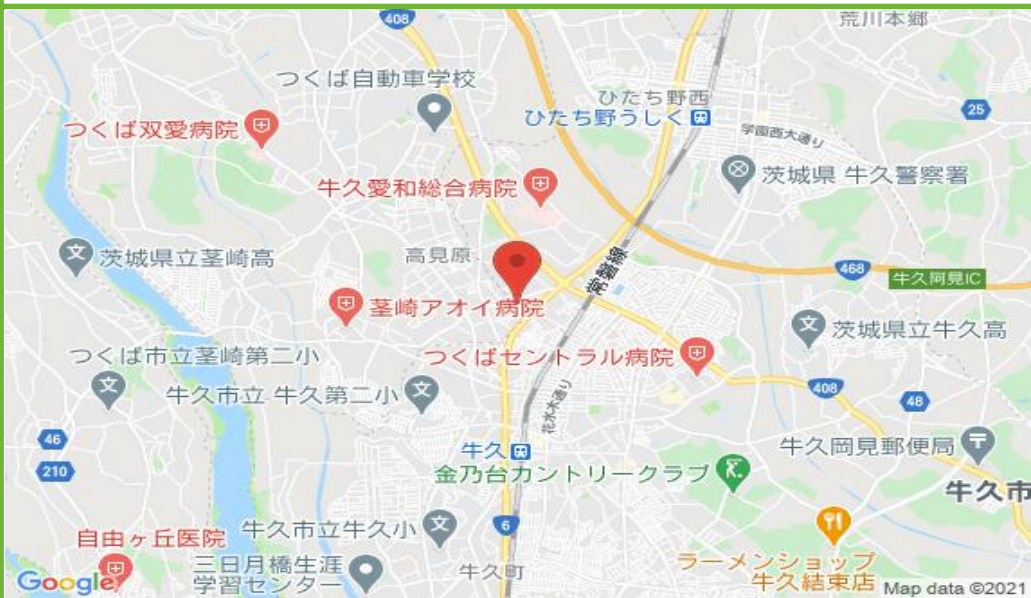 408
荒川本郷
つくば自動車学校
ひたち野西
ひたち野うしく
25
つくば双愛病院
学園西大通り
茨城県 牛久警察署
牛久愛和総合病院
高見原
茨城県立茎崎高
常磐線
468
牛久阿見IC
茎崎アオイ病院
茨城県立牛久高
つくばセントラル病院
つくば市立茎崎第二小
牛久市立 牛久第二小
408
48
花水木通り
46
牛久
牛久岡見郵便局
210
金乃台カントリークラブ
牛久市
自由ヶ丘医院
牛久市立牛久小
6
三日月橋生涯
学習センター
牛久町
ラーメンショップ
牛久結束店
Google
Map data ©2021